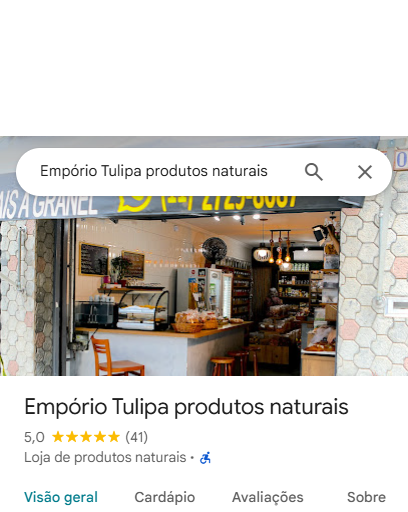 Empório Tulipa produtos naturais
AIS A GRANEL
Empório Tulipa produtos naturais
5,0 (41)
Loja de produtos naturais •
Visão geral Cardápio Avaliações Sobre